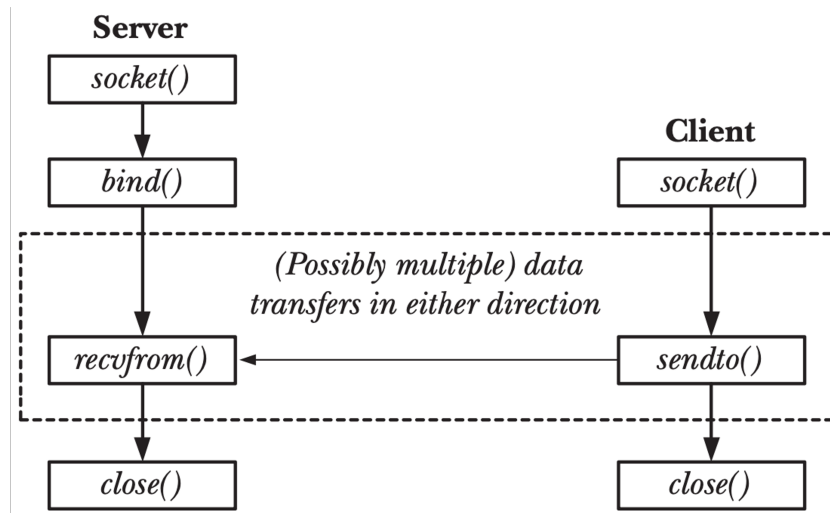 Server
socket()
Client
bind()
socket()
(Possibly multiple) data
transfers in either direction
recvfrom()
sendto()
close()
close()